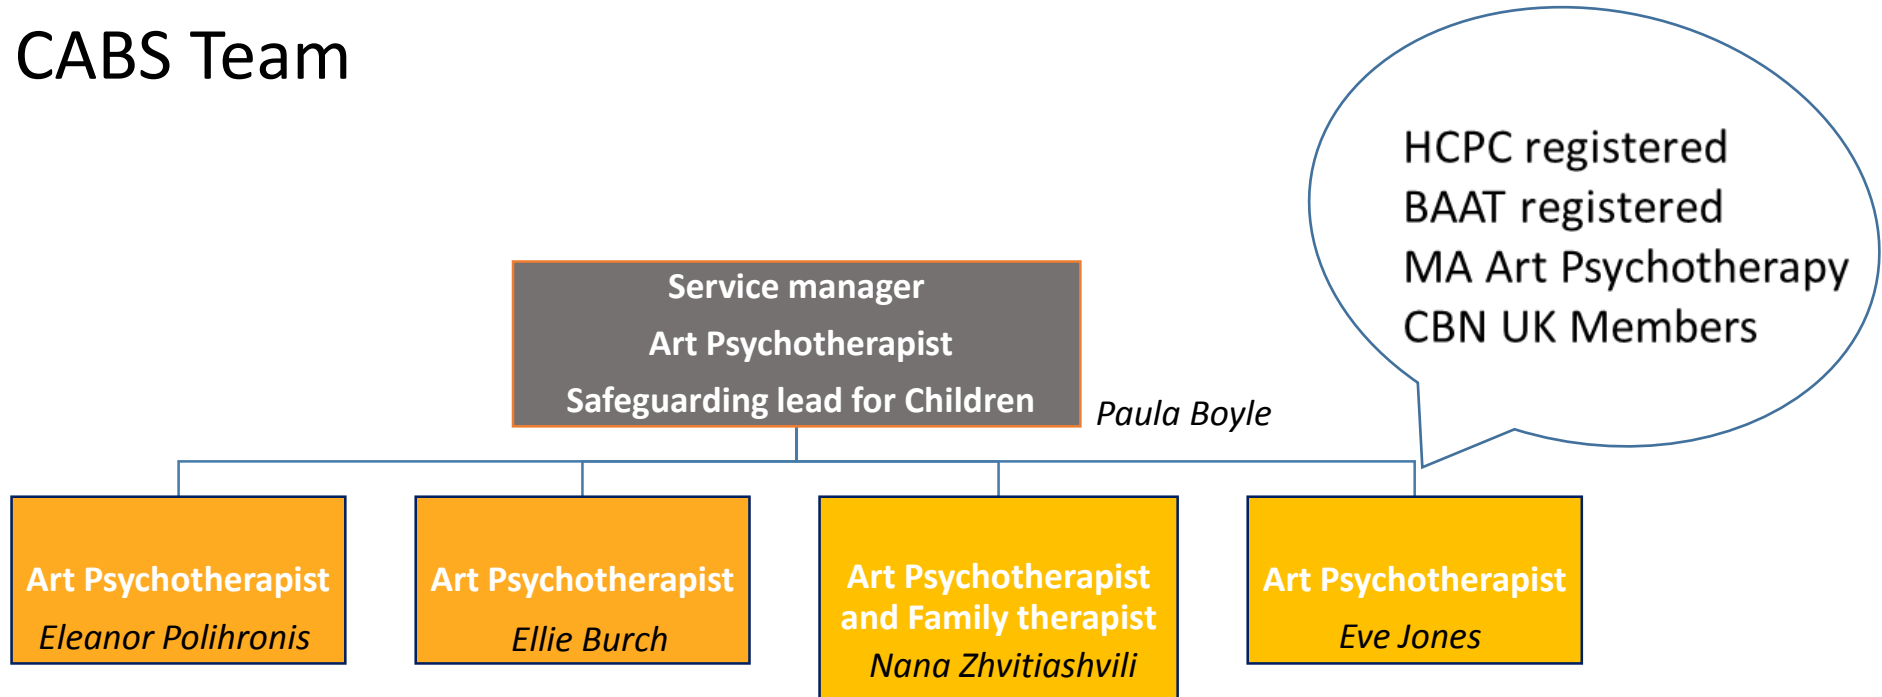 CABS Team
HCPC registered
BAAT registered
MA Art Psychotherapy
CBN UK Members
Service manager
Art Psychotherapist
Safeguarding lead for Children
Paula Boyle
Art Psychotherapist
Eleanor Polihronis
Art Psychotherapist
Ellie Burch
Art Psychotherapist
and Family therapist
Nana Zhvitiashvili
Art Psychotherapist
Eve Jones